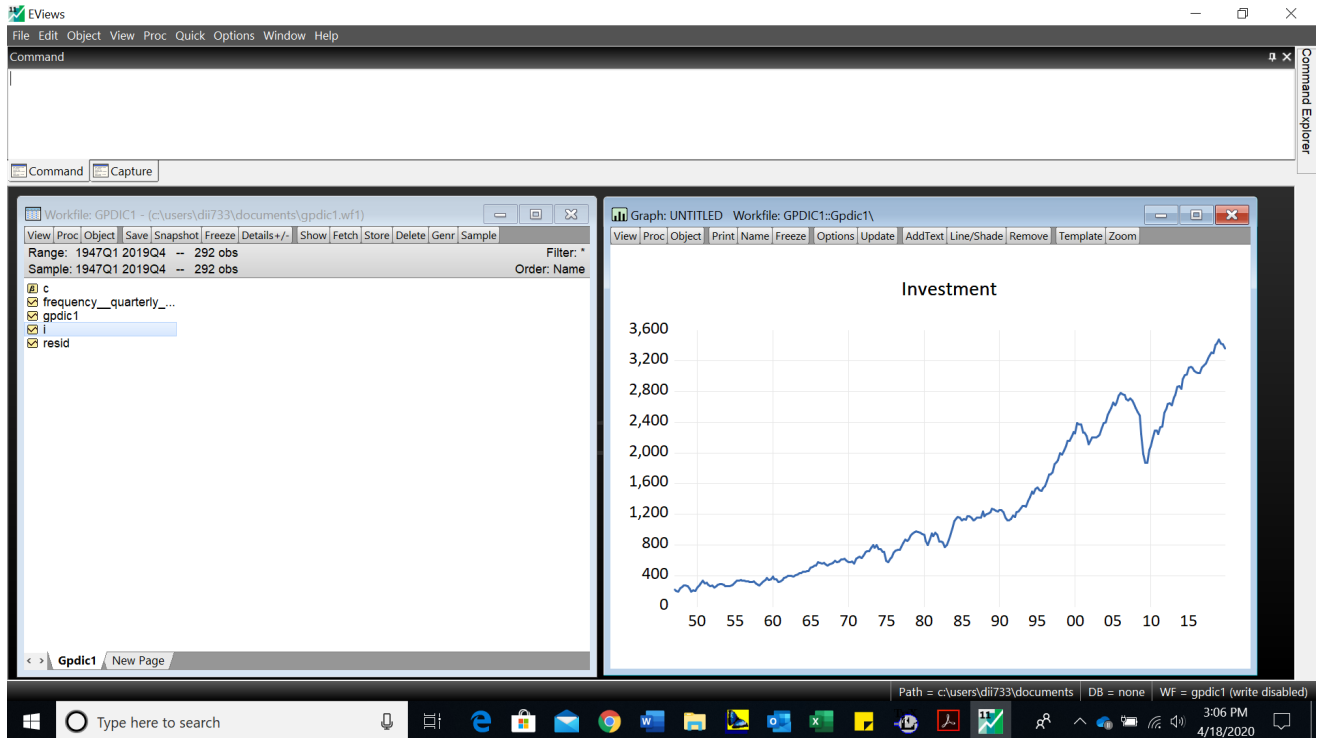 EViews
File Edit Object View Proc Quick Options Window Help
Command
Command Explorer
Command Capture
Workfile: GPDIC1 - (c:\users\dii733\documents\gpdic1.wf1)
View Proc Object Save Snapshot Freeze Details+/- Show Fetch Store Delete Genr Sample
Range: 1947Q1 2019Q4 -- 292 obs Filter: *
Sample: 1947Q1 2019Q4 -- 292 obs Order: Name
c
frequency__quarterly_...
gpdic1
i
resid
Gpdic1 New Page
Graph: UNTITLED Workfile: GPDIC1::Gpdic1\
View Proc Object Print Name Freeze Options Update AddText Line/Shade Remove Template Zoom
Investment
3,600
3,200
2,800
2,400
2,000
1,600
1,200
800
400
0
50 55 60 65 70 75 80 85 90 95 00 05 10 15
Path = c:\users\dii733\documents DB = none WF = gpdic1 (write disabled)
Type here to search
3:06 PM
4/18/2020